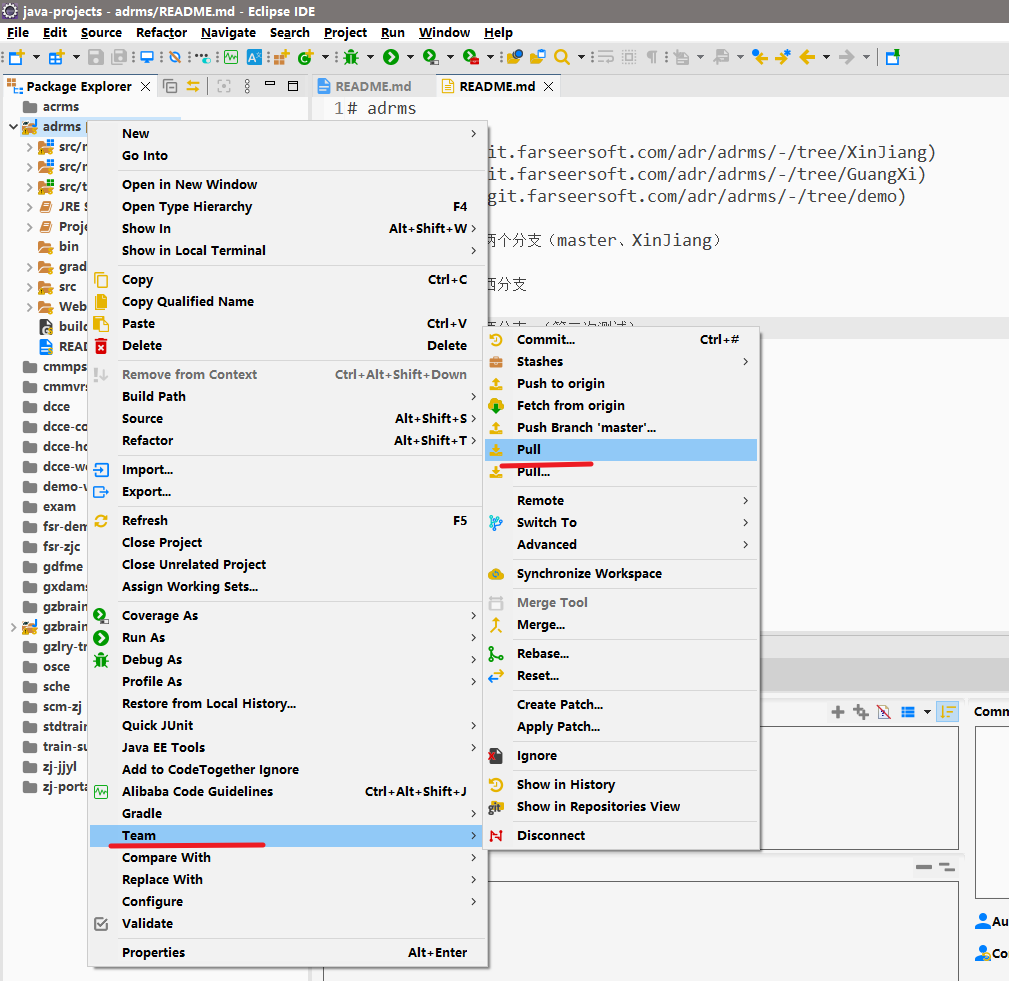 java-projects - adrms/README.md - Eclipse IDE
File Edit Source Refactor Navigate Search Project Run Window Help
Package Explorer
README.md
README.md
acrms
adrms
src/
src/
src/t
JRE
Proje
bin
grad
src
Web
build
READ
cmmps
cmmvrs
dcce
dcce-co
dcce-hc
dcce-we
demo-v
exam
fsr-dem
fsr-zjc
gdfme
gxdams
gzbrain
gzbrain
gzlry-tr
osce
sche
scm-zj
stdtrain
train-su
zj-jjyl
zj-porta
1 # adrms
it.farseersoft.com/adr/adrms/-/tree/XinJiang)
it.farseersoft.com/adr/adrms/-/tree/GuangXi)
git.farseersoft.com/adr/adrms/-/tree/demo)
两个分支（master、XinJiang）
西分支
New
Go Into
Open in New Window
Open Type Hierarchy F4
Show In Alt+Shift+W
Show in Local Terminal
Copy Ctrl+C
Copy Qualified Name
Paste Ctrl+V
Delete Delete
Remove from Context Ctrl+Alt+Shift+Down
Build Path
Source Alt+Shift+S
Refactor Alt+Shift+T
Import...
Export...
Refresh F5
Close Project
Close Unrelated Project
Assign Working Sets...
Coverage As
Run As
Debug As
Profile As
Restore from Local History...
Quick JUnit
Java EE Tools
Add to CodeTogether Ignore
Alibaba Code Guidelines Ctrl+Alt+Shift+J
Gradle
Team
Compare With
Replace With
Configure
Validate
Properties Alt+Enter
Commit... Ctrl+#
Stashes
Push to origin
Fetch from origin
Push Branch 'master'...
Pull
Pull...
Remote
Switch To
Advanced
Synchronize Workspace
Merge Tool
Merge...
Rebase...
Reset...
Create Patch...
Apply Patch...
Ignore
Show in History
git Show in Repositories View
Disconnect
Comm
Au
Co